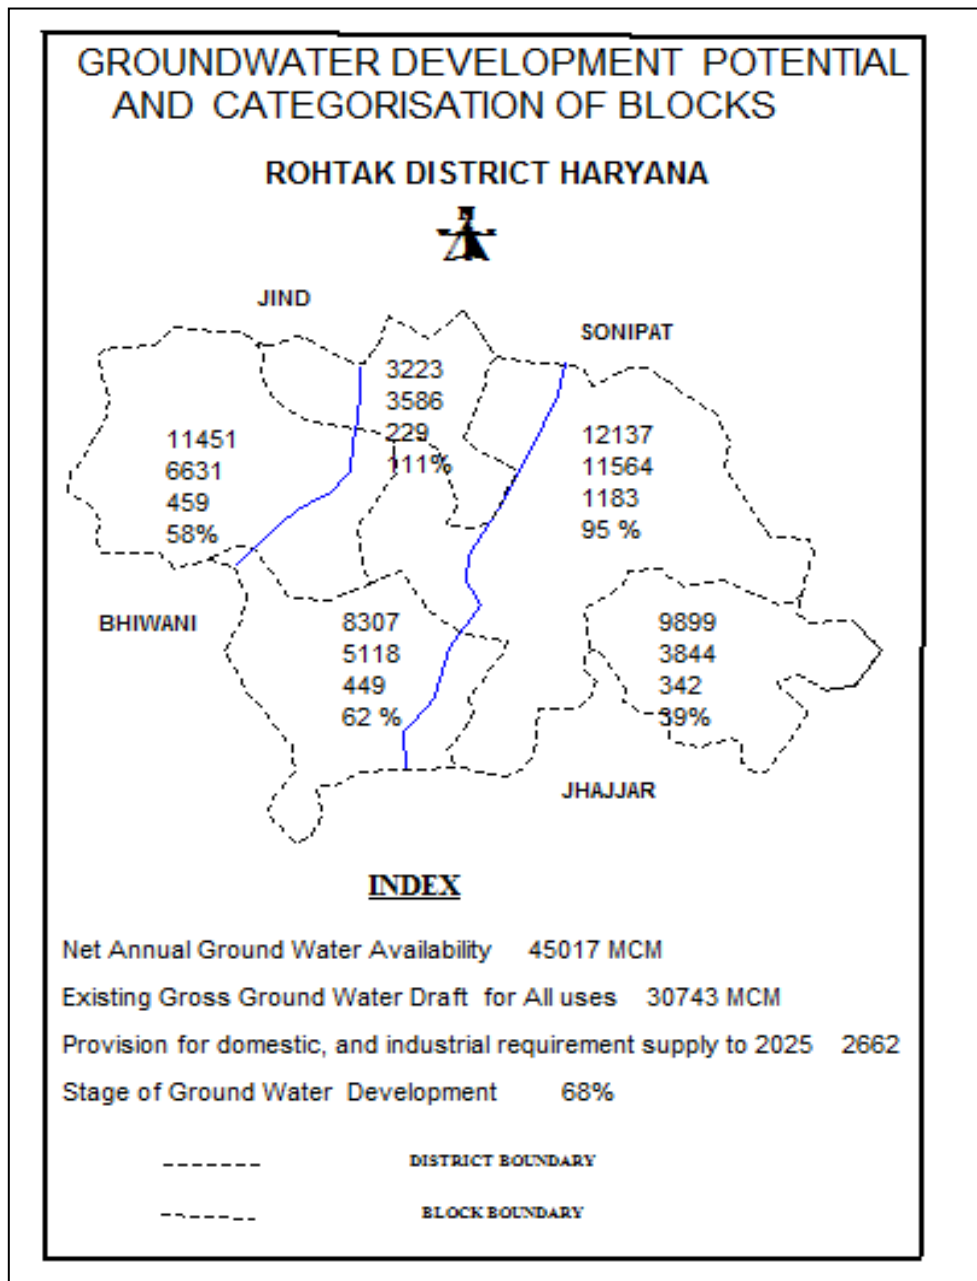 GROUNDWATER DEVELOPMENT POTENTIAL
AND CATEGORISATION OF BLOCKS
ROHTAK DISTRICT HARYANA
N
JIND
SONIPAT
3223
3586
229
111%
11451
6631
459
58%
12137
11564
1183
95 %
BHIWANI
8307
5118
449
62 %
9899
3844
342
39%
JHAJJAR
INDEX
Net Annual Ground Water Availability 45017 MCM
Existing Gross Ground Water Draft for All uses 30743 MCM
Provision for domestic, and industrial requirement supply to 2025 2662
Stage of Ground Water Development 68%
DISTRICT BOUNDARY
BLOCK BOUNDARY